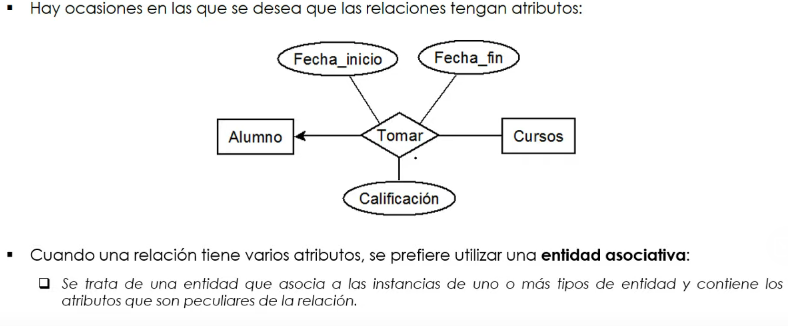 ▪ Hay ocasiones en las que se desea que las relaciones tengan atributos:
Fecha_inicio
Fecha_fin
Alumno
Tomar
Cursos
Calificación
▪ Cuando una relación tiene varios atributos, se prefiere utilizar una entidad asociativa:
❑ Se trata de una entidad que asocia a las instancias de uno o más tipos de entidad y contiene los
atributos que son peculiares de la relación.